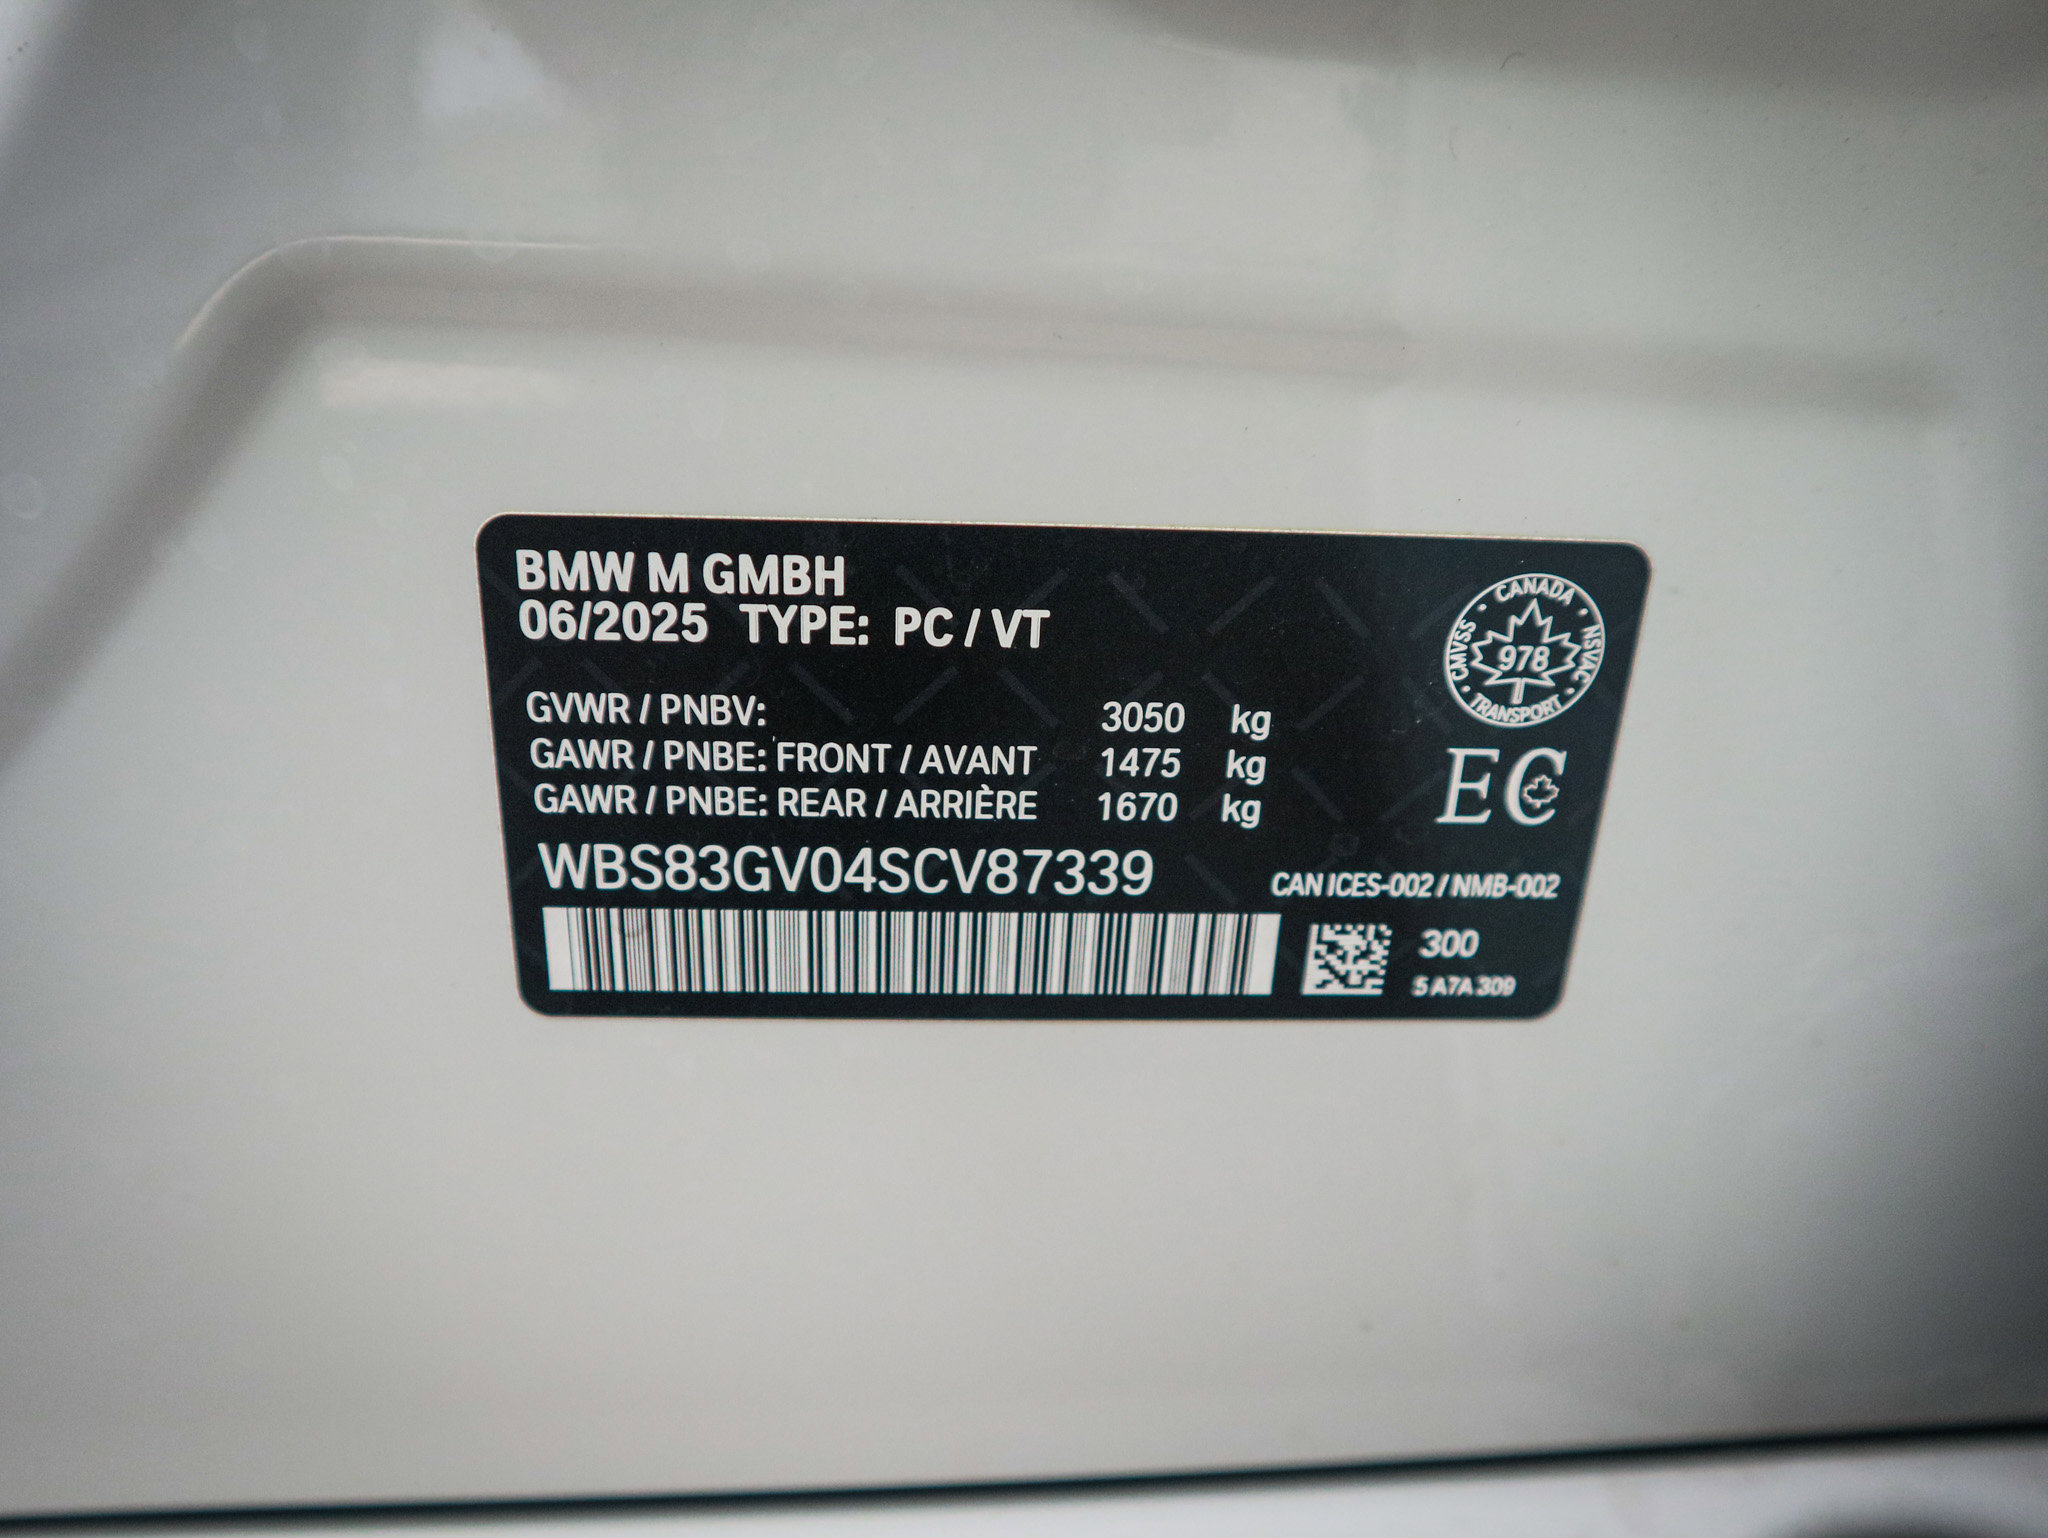 BMW M GMBH
06/2025 TYPE: PC / VT
GVWR / PNBV: 3050 kg
GAWR / PNBE: FRONT / AVANT 1475 kg
GAWR / PNBE: REAR / ARRIÈRE 1670 kg
WBS83GV04SCV87339
CANADA
CMVSS 978 NSVAC
TRANSPORT
EC
CAN ICES-002 / NMB-002
300
5 A7A 309